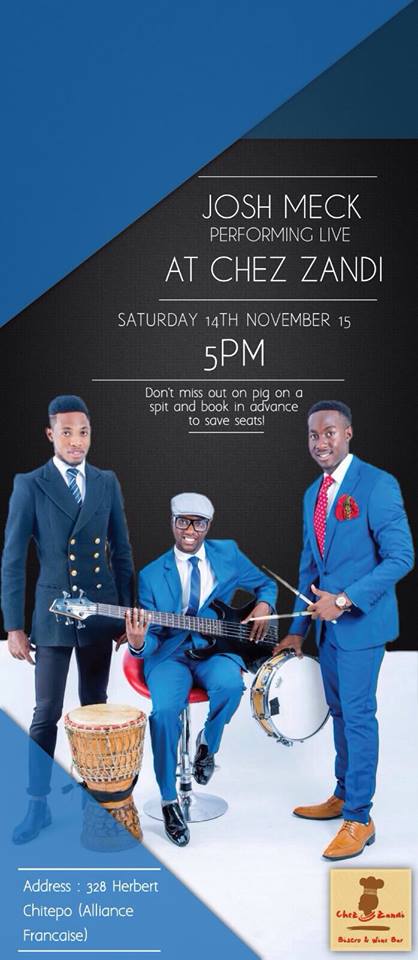 JOSH MECK
PERFORMING LIVE
AT CHEZ ZANDI
SATURDAY 14TH NOVEMBER 15
5PM
Don't miss out on pig on a
spit and book in advance
to save seats!
Address : 328 Herbert
Chitepo (Alliance
Francaise)
Chez Zandi
Bistro & Wine Bar